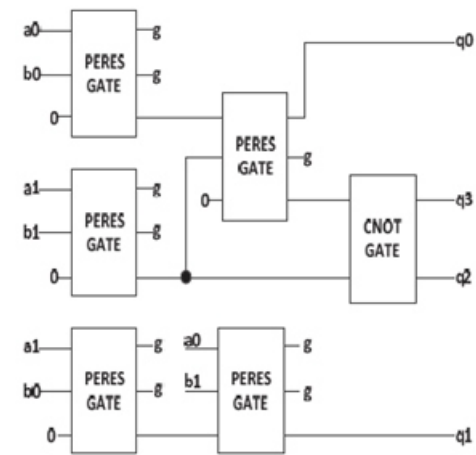 a0 g
q0
b0 PERES GATE g
0
PERES GATE g
0
a1 g
b1 PERES GATE g
0
CNOT GATE
q3
q2
a1 g a0 g
b0 PERES GATE g b1 PERES GATE g
0 q1